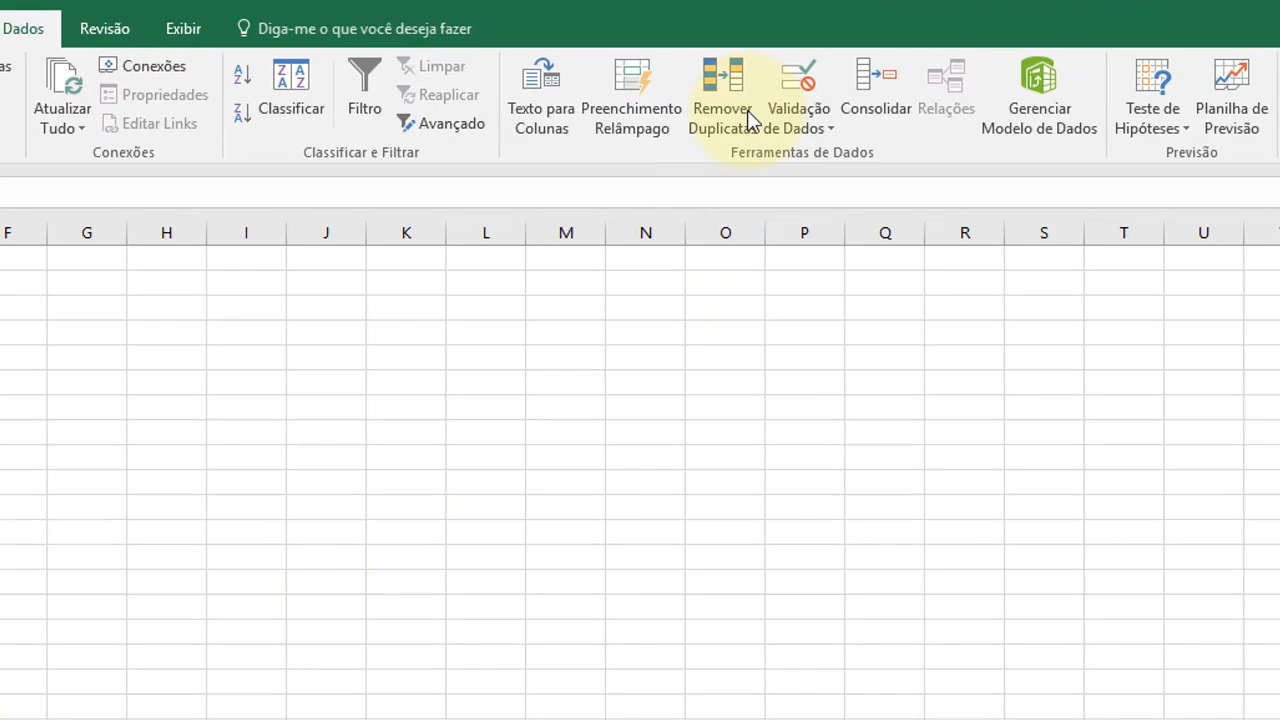 Dados Revisão Exibir Diga-me o que você deseja fazer
as Atualizar Tudo Conexões
Propriedades
Editar Links
Conexões
Classificar Filtro Limpar
Reaplicar
Avançado
Classificar e Filtrar
Texto para Colunas Preenchimento Relâmpago Remover Duplicatas Validação de Dados Consolidar Relações Gerenciar Modelo de Dados
Ferramentas de Dados
Teste de Hipóteses Planilha de Previsão
Previsão
F G H I J K L M N O P Q R S T U